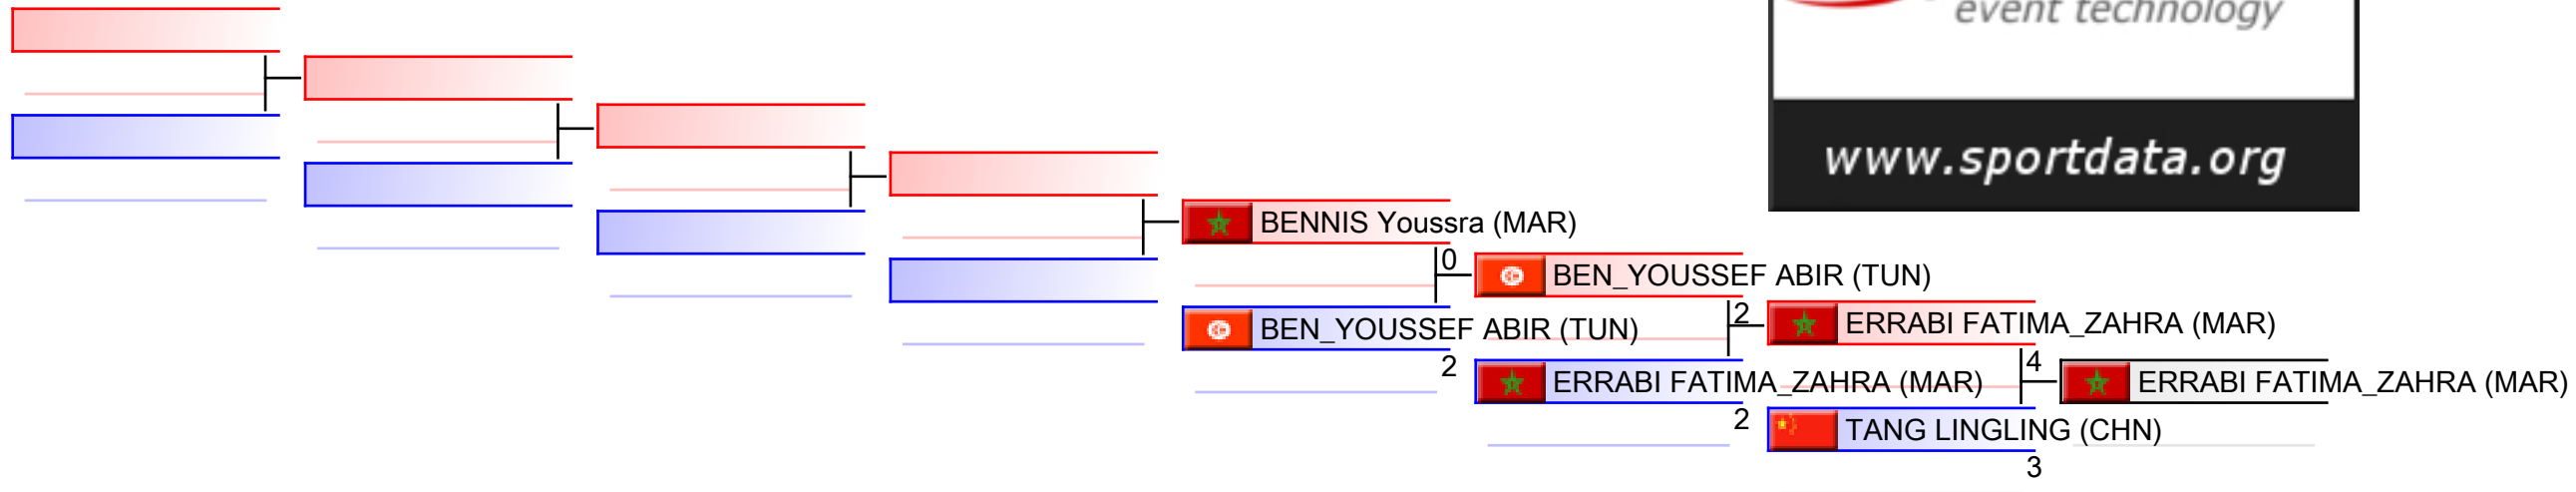 event technology
www.sportdata.org
BENNIS Youssra (MAR)
0
BEN_YOUSSEF ABIR (TUN)
BEN_YOUSSEF ABIR (TUN)
2
2
ERRABI FATIMA_ZAHRA (MAR)
ERRABI FATIMA_ZAHRA (MAR)
2
4
ERRABI FATIMA_ZAHRA (MAR)
TANG LINGLING (CHN)
3